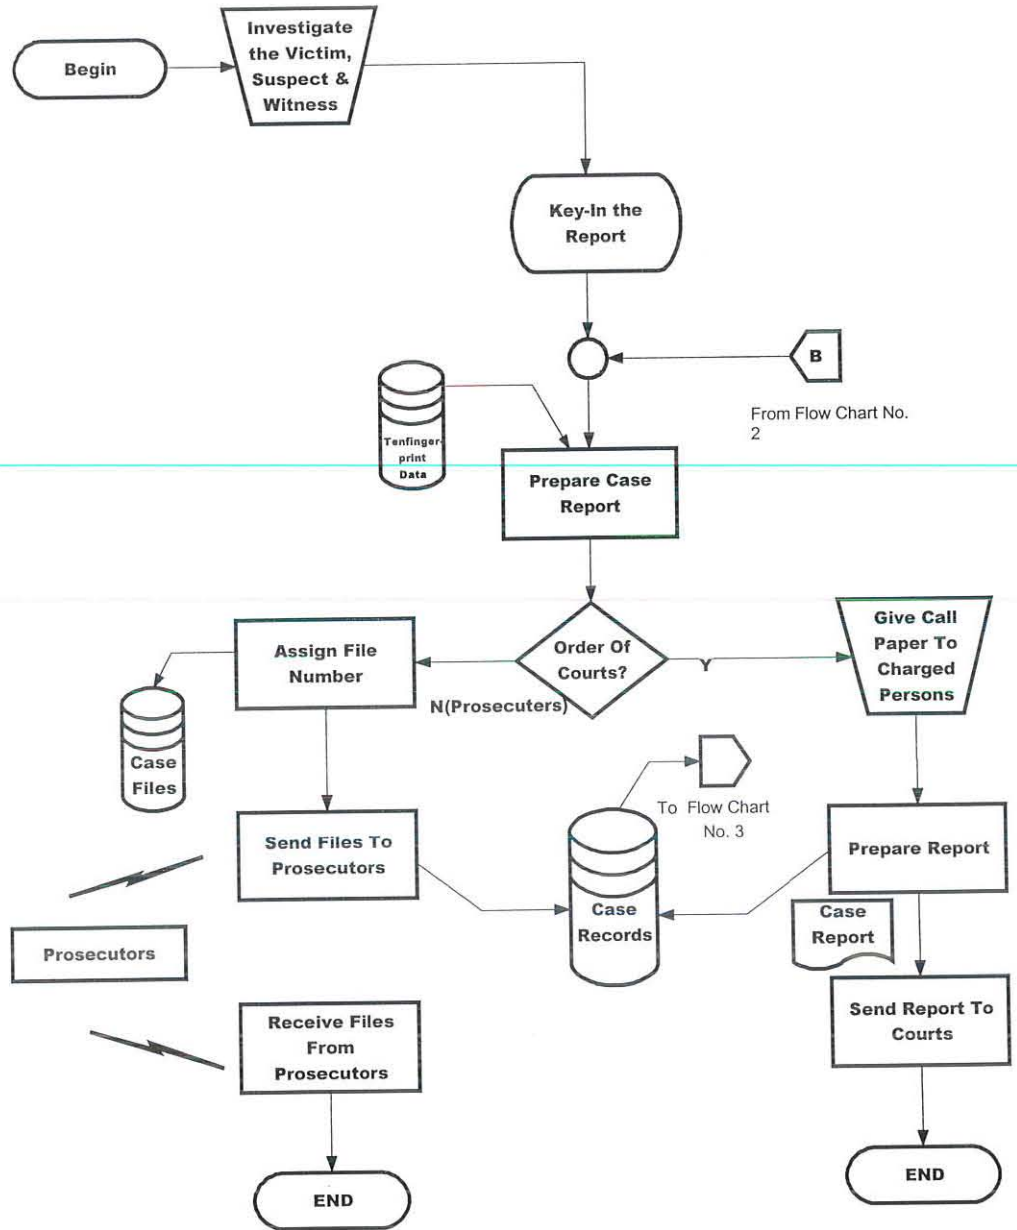 Begin
Investigate
the Victim,
Suspect &
Witness
Key-In the
Report
B
From Flow Chart No.
2
Tenfinger-
print
Data
Prepare Case
Report
Order Of
Courts?
Y
N(Prosecuters)
Assign File
Number
Give Call
Paper To
Charged
Persons
Case
Files
To Flow Chart
No. 3
Send Files To
Prosecutors
Case
Records
Prepare Report
Case
Report
Prosecutors
Receive Files
From
Prosecutors
Send Report To
Courts
END
END